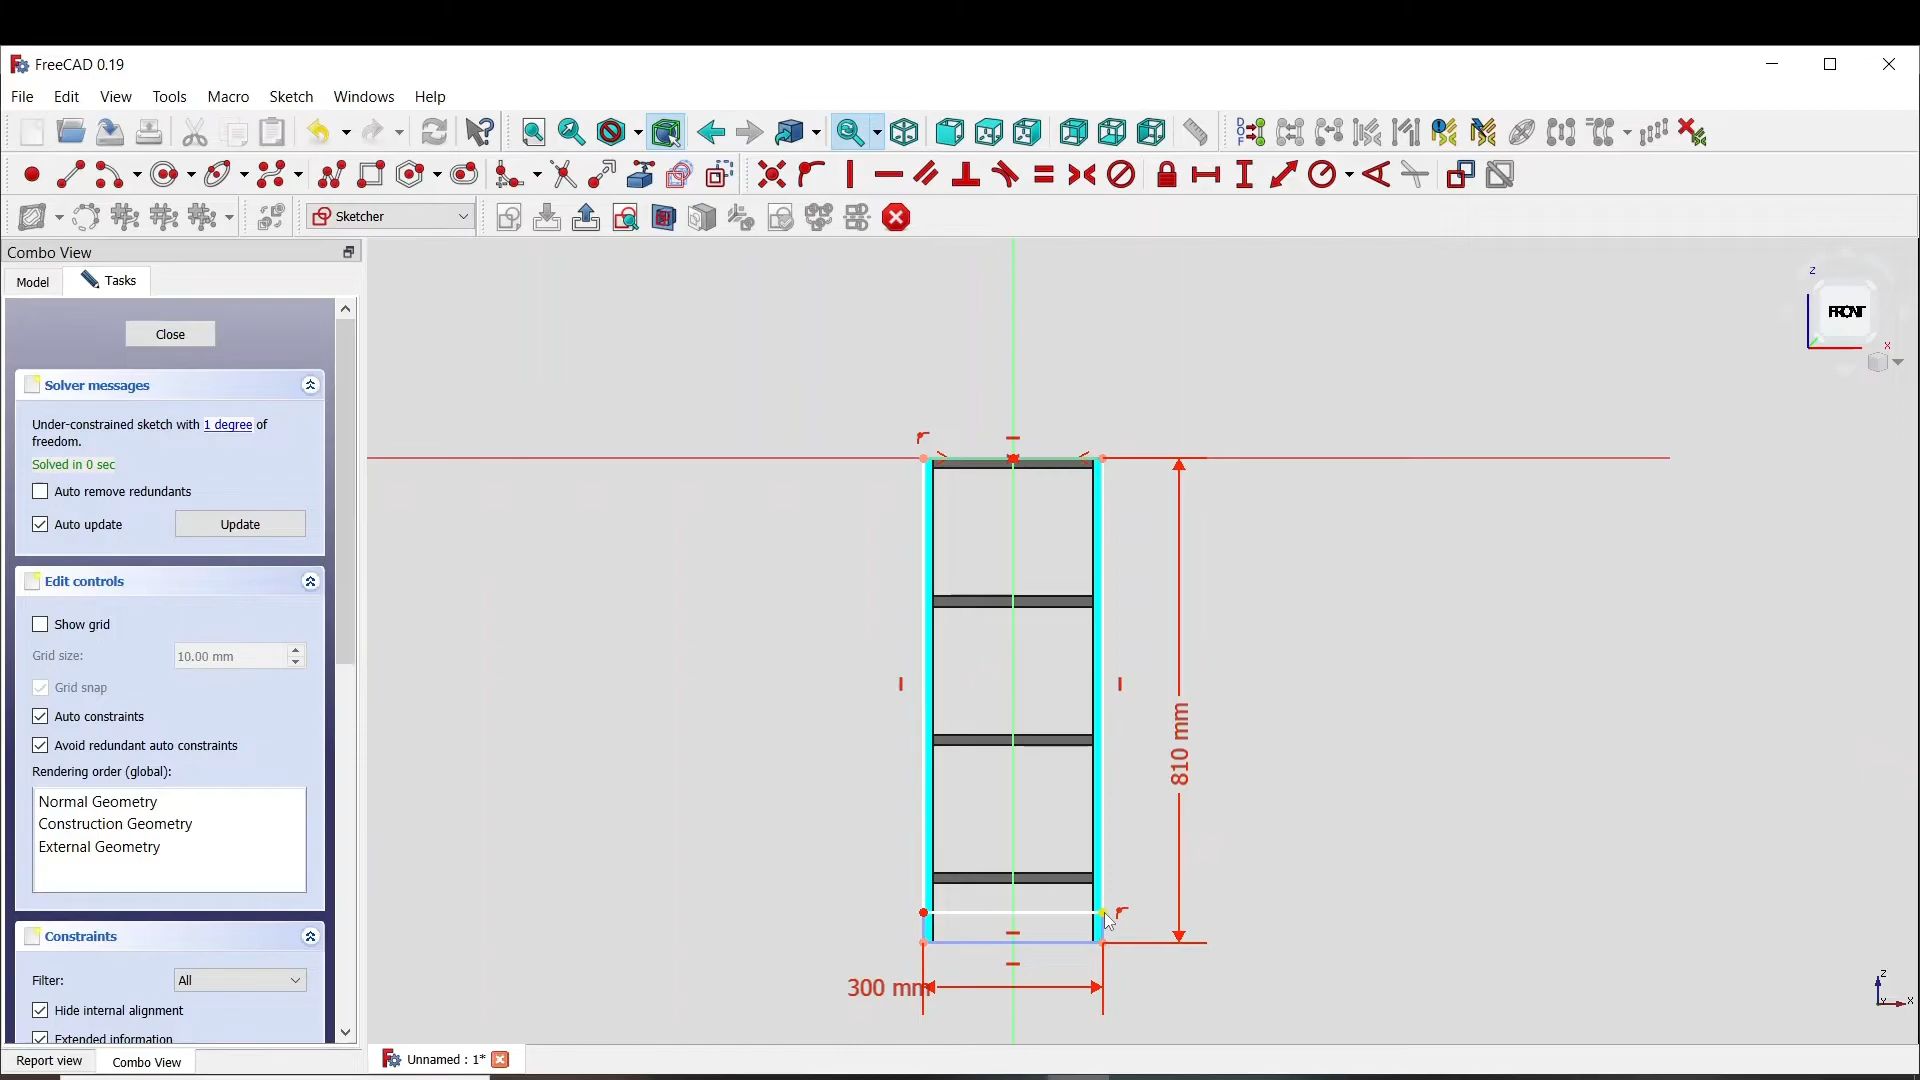 FreeCAD 0.19
File Edit View Tools Macro Sketch Windows Help
Sketcher
Combo View
Model Tasks
Close
Solver messages
Under-constrained sketch with 1 degree of
freedom.
Solved in 0 sec
Auto remove redundants
Auto update Update
Edit controls
Show grid
Grid size: 10.00 mm
Grid snap
Auto constraints
Avoid redundant auto constraints
Rendering order (global):
Normal Geometry
Construction Geometry
External Geometry
Constraints
Filter: All
Hide internal alignment
Extended information
Report view Combo View
Unnamed : 1*
810 mm
300 mm
FRONT
Z
X
Z
X